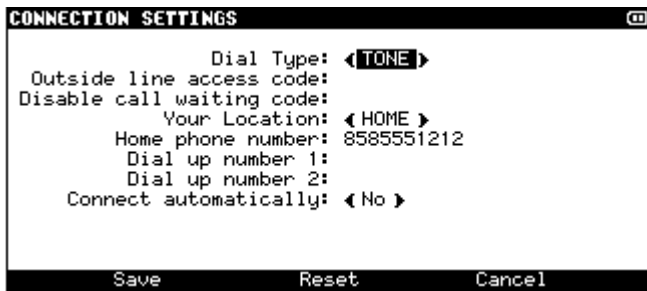 CONNECTION SETTINGS
Dial Type: TONE
Outside line access code:
Disable call waiting code:
Your Location: HOME
Home phone number: 8585551212
Dial up number 1:
Dial up number 2:
Connect automatically: No
Save Reset Cancel